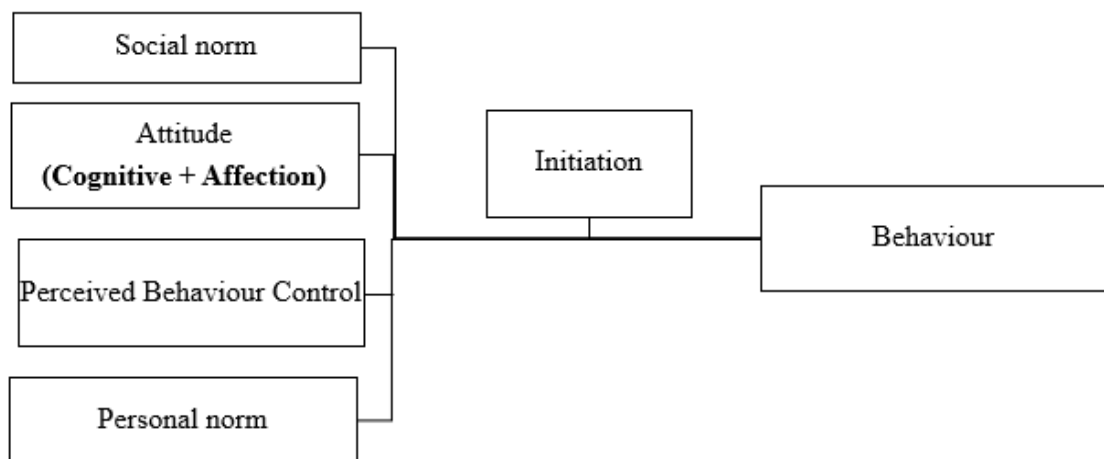 Social norm
Attitude
(Cognitive + Affection)
Perceived Behaviour Control
Personal norm
Initiation
Behaviour